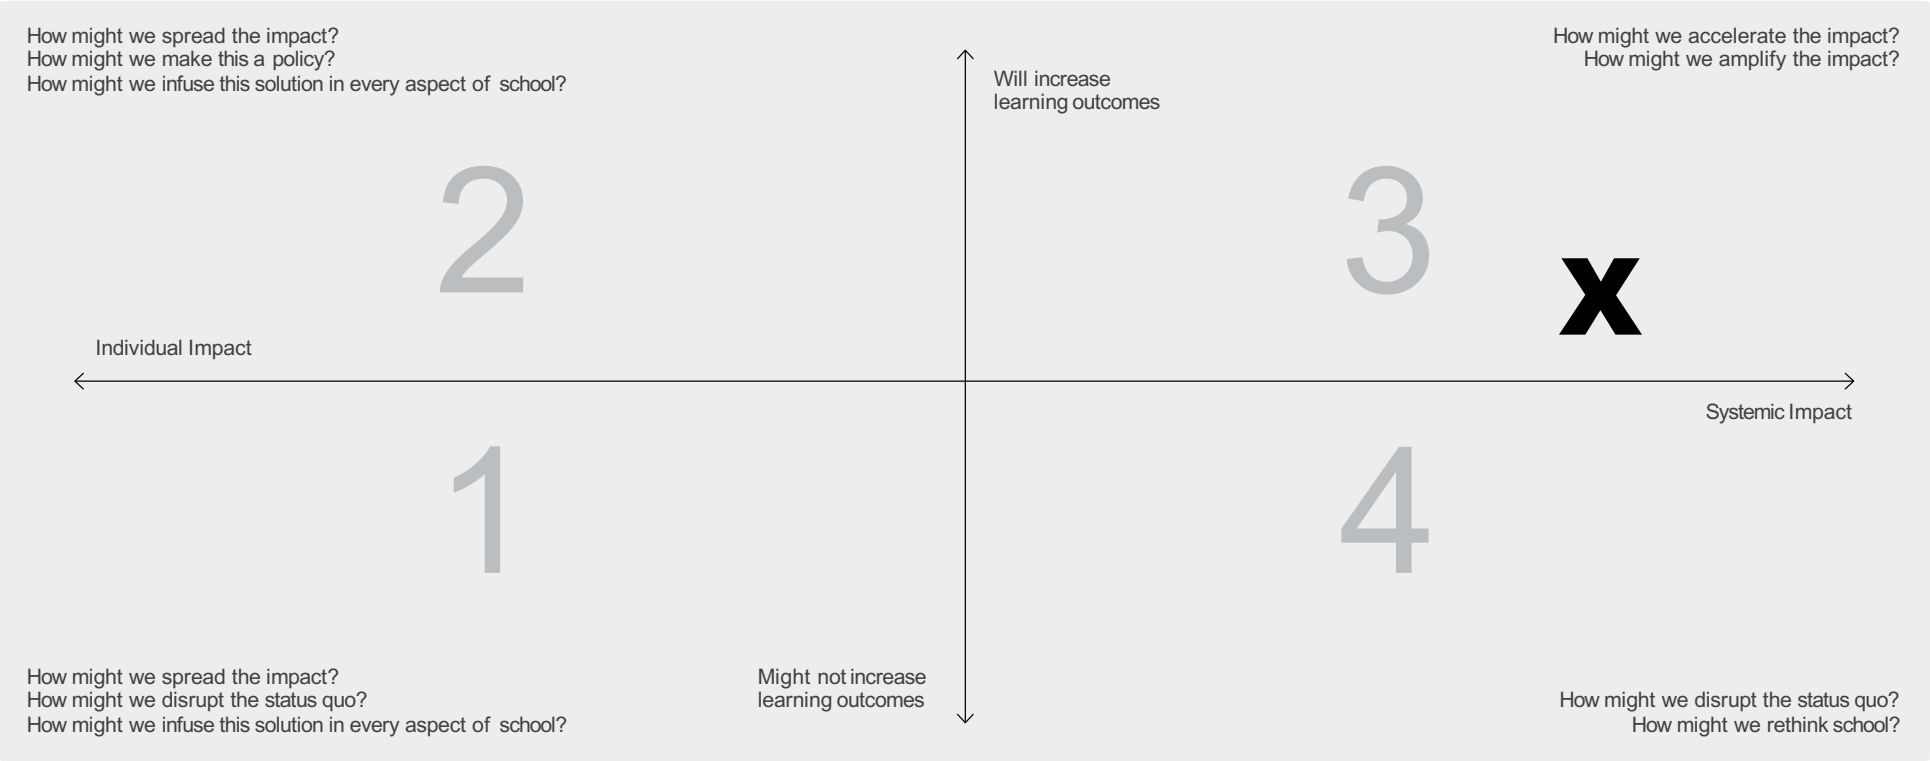 How might we spread the impact?
How might we make this a policy?
How might we infuse this solution in every aspect of school?
How might we accelerate the impact?
How might we amplify the impact?
Will increase
learning outcomes
2
3
X
Individual Impact
Systemic Impact
1
4
How might we spread the impact?
How might we disrupt the status quo?
How might we infuse this solution in every aspect of school?
Might not increase
learning outcomes
How might we disrupt the status quo?
How might we rethink school?